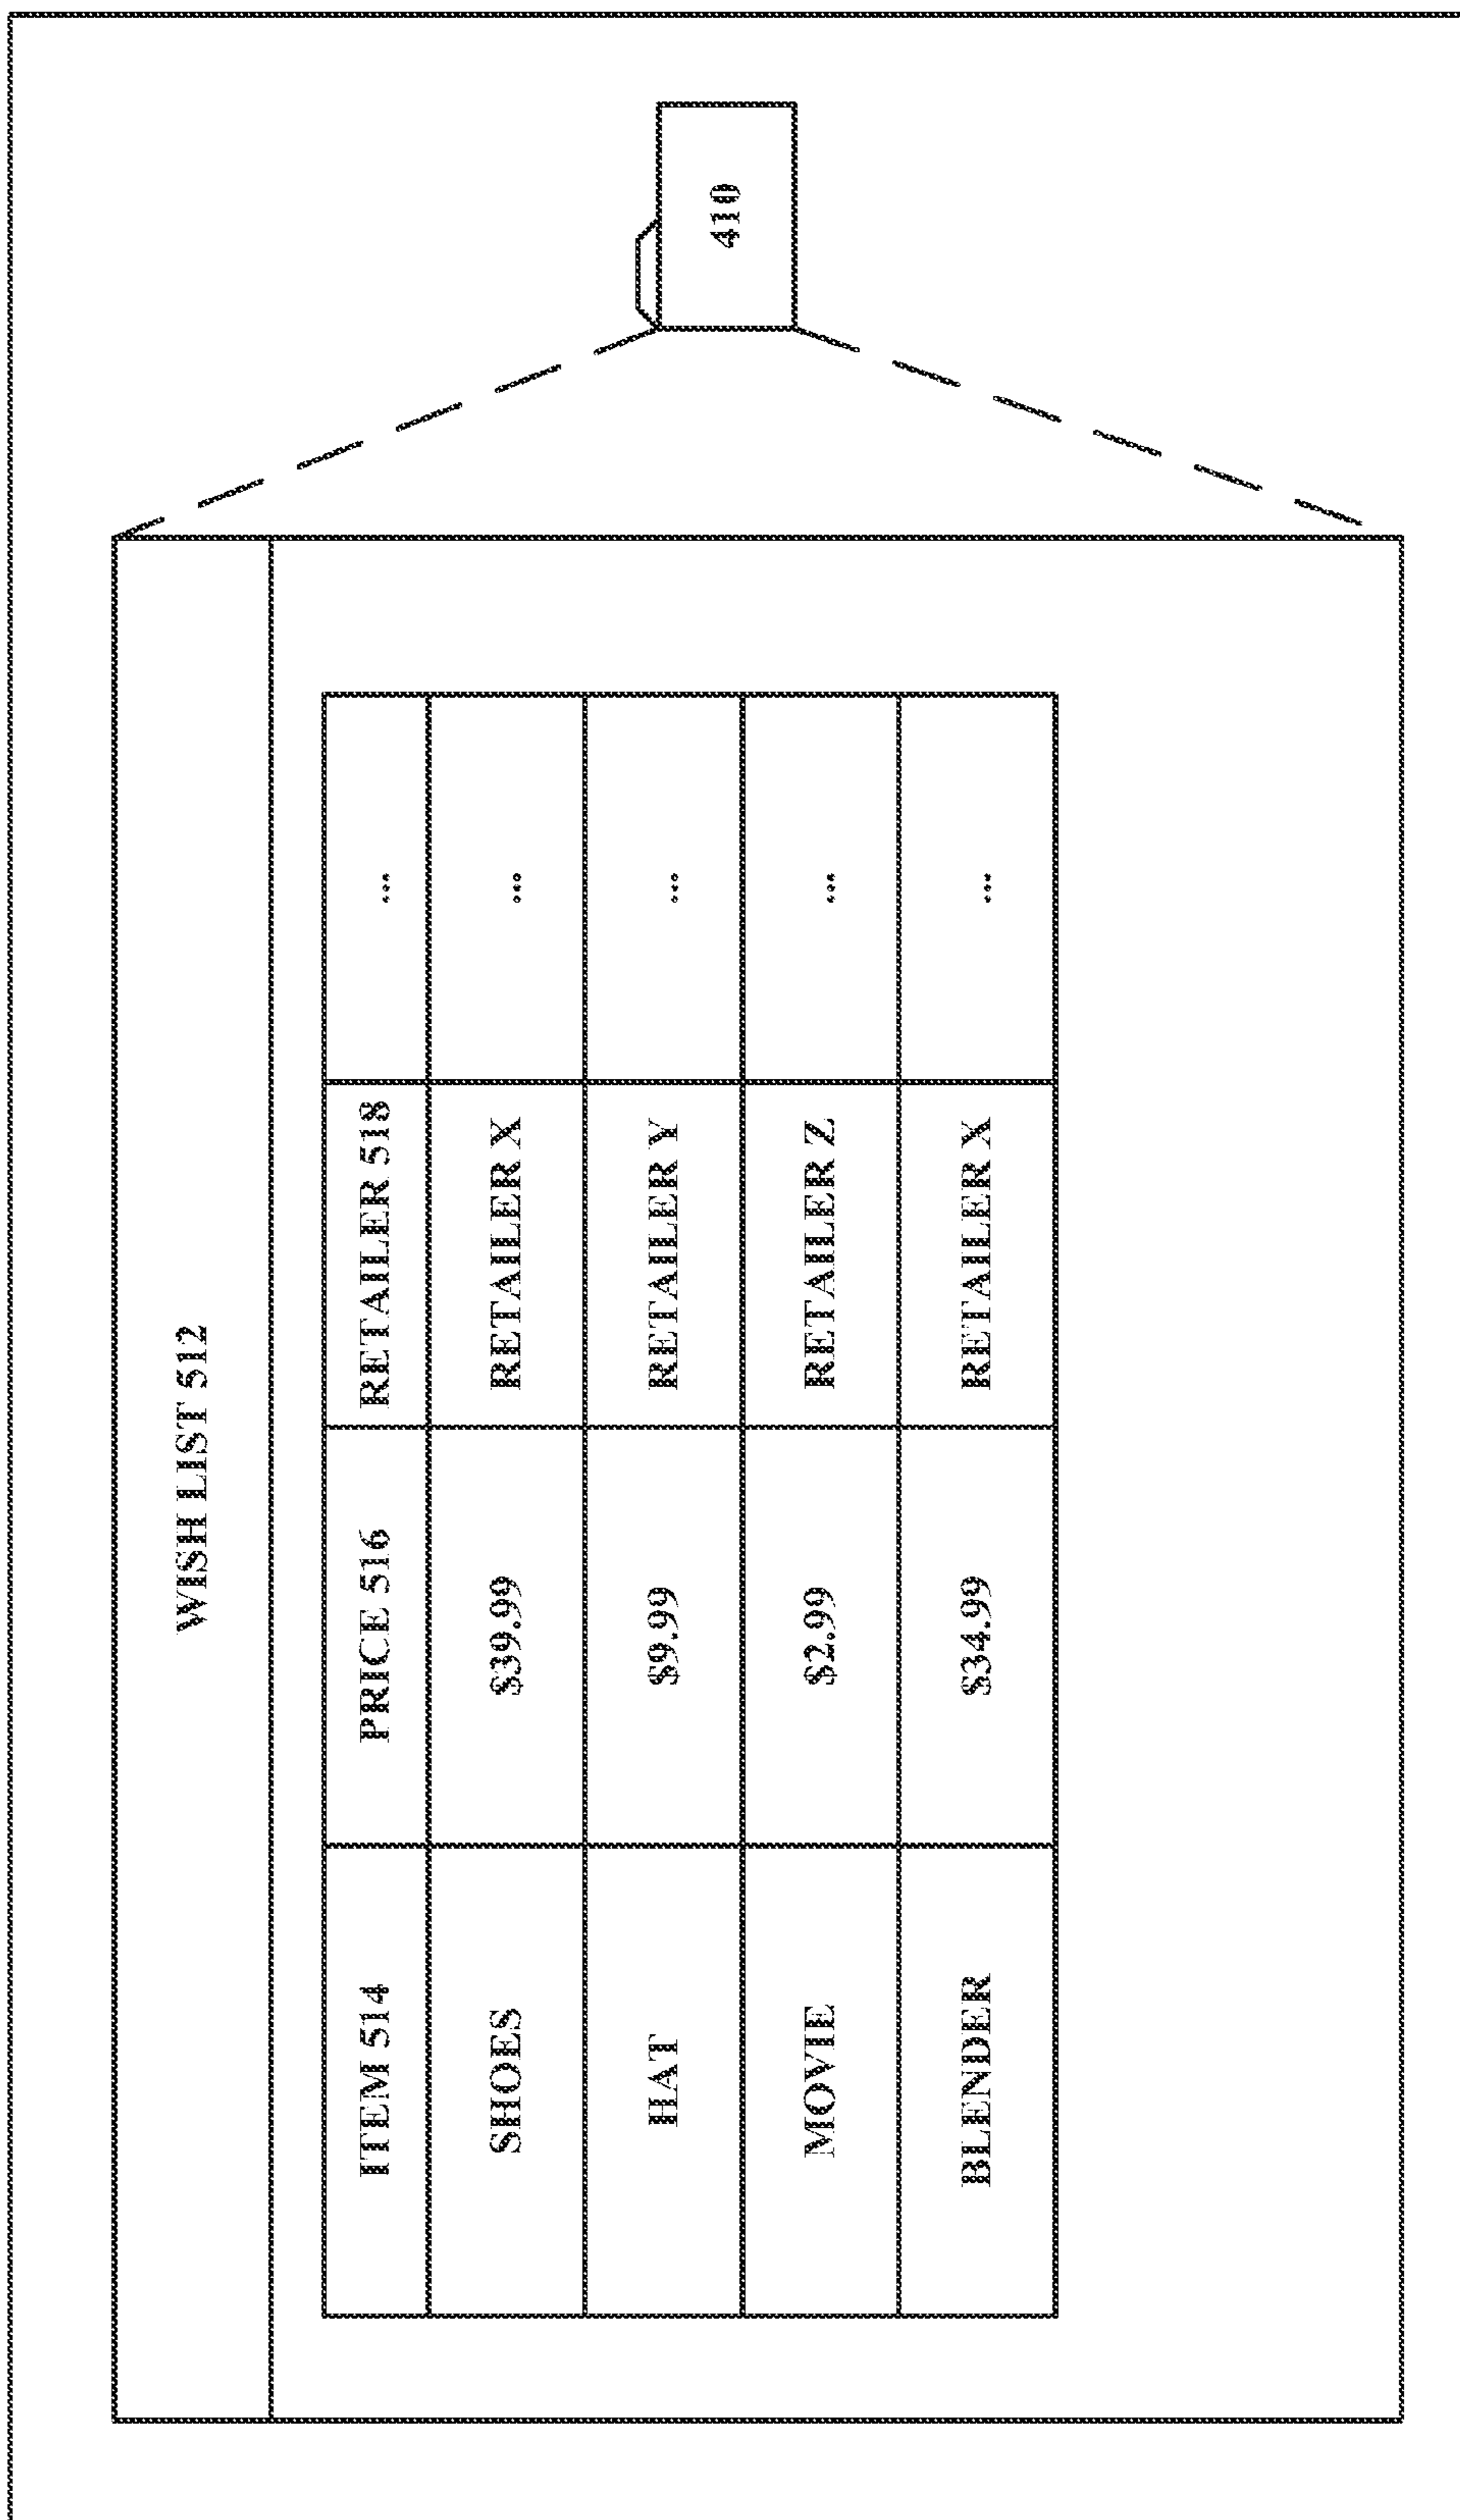 410
WISH LIST 512
ITEM 514 PRICE 516 RETAILER 518 ...
SHOES $39.99 RETAILER X ...
HAT $9.99 RETAILER Y ...
MOVIE $2.99 RETAILER Z ...
BLENDER $34.99 RETAILER X ...